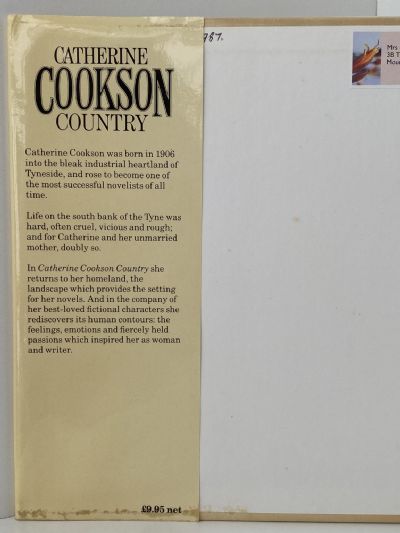 CATHERINE
COOKSON
COUNTRY
Catherine Cookson was born in 1906
into the bleak industrial heartland of
Tyneside, and rose to become one of
the most successful novelists of all
time.
Life on the south bank of the Tyne was
hard, often cruel, vicious and rough;
and for Catherine and her unmarried
mother, doubly so.
In Catherine Cookson Country she
returns to her homeland, the
landscape which provides the setting
for her novels. And in the company of
her best-loved fictional characters she
rediscovers its human contours: the
feelings, emotions and fiercely held
passions which inspired her as woman
and writer.
£9.95 net
987.
Mrs
3B T
Mou